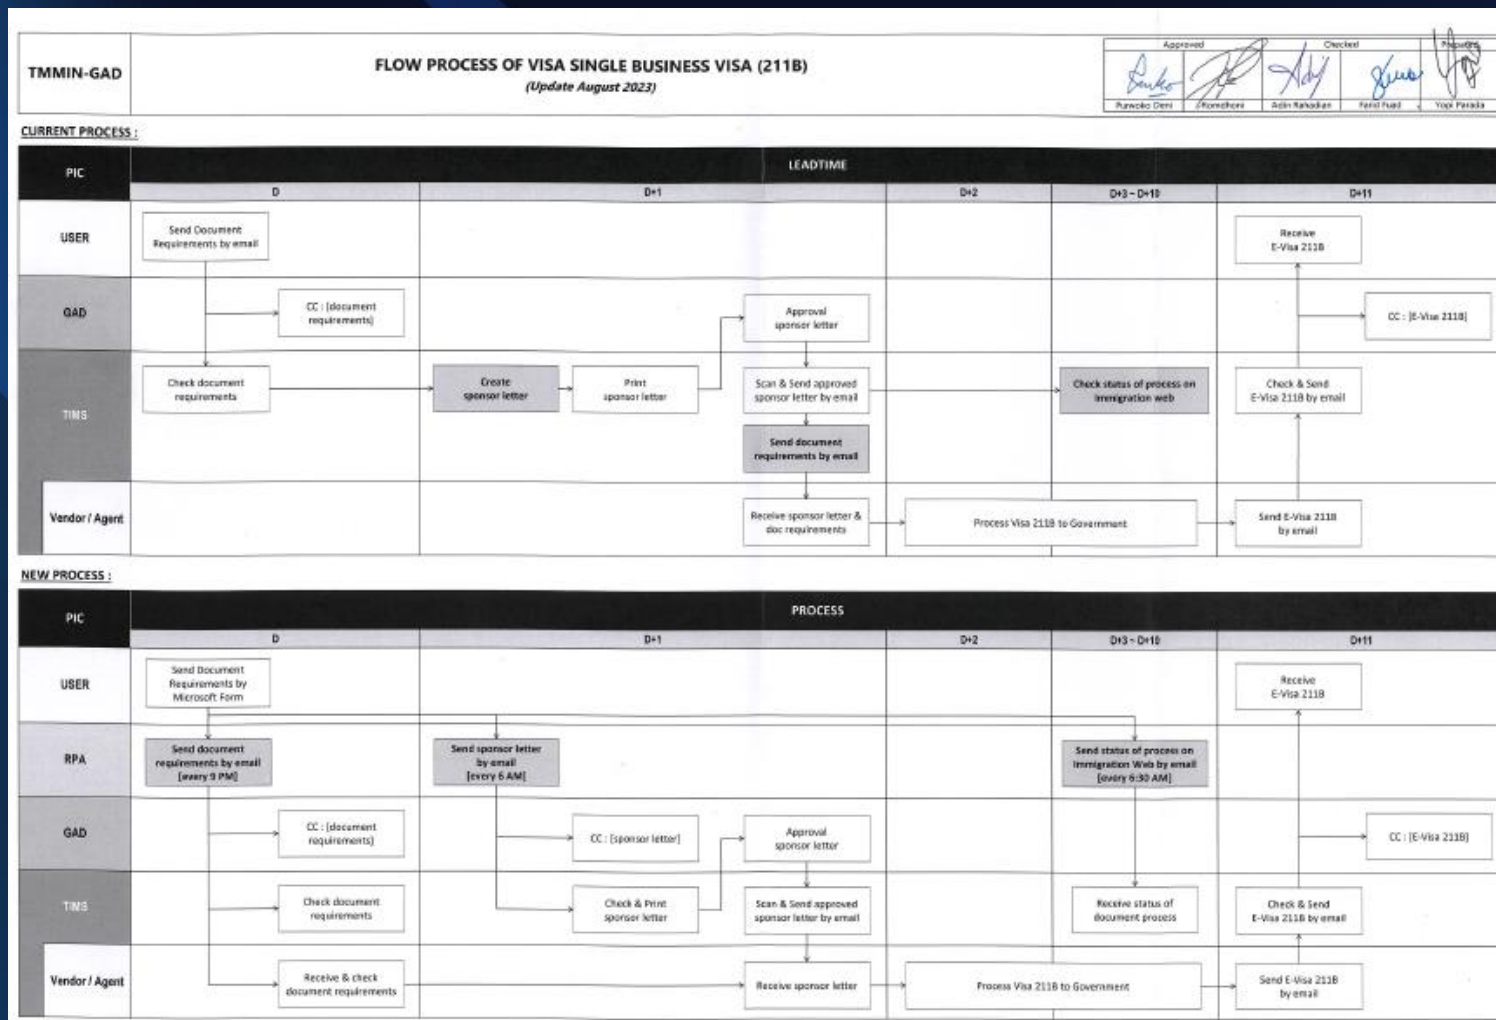 TMMIN-GAD
FLOW PROCESS OF VISA SINGLE BUSINESS VISA (211B)
(Update August 2023)
Approved
Checked
Prepared
Purwoko Deni
Romdhoni
Adin Rahadian
Farid Fuad
Yopi Parada
CURRENT PROCESS :
PIC
LEADTIME
D
D+1
D+2
D+3 ~ D+10
D+11
USER
Send Document
Requirements by email
Receive
E-Visa 211B
GAD
CC : [document
requirements]
Approval
sponsor letter
CC : [E-Visa 211B]
TIMS
Check document
requirements
Create
sponsor letter
Print
sponsor letter
Scan & Send approved
sponsor letter by email
Check status of process on
Immigration web
Check & Send
E-Visa 211B by email
Send document
requirements by email
Vendor / Agent
Receive sponsor letter &
doc requirements
Process Visa 211B to Government
Send E-Visa 211B
by email
NEW PROCESS :
PIC
PROCESS
D
D+1
D+2
D+3 ~ D+10
D+11
USER
Send Document
Requirements by
Microsoft Form
Receive
E-Visa 211B
RPA
Send document
requirements by email
[every 9 PM]
Send sponsor letter
by email
[every 6 AM]
Send status of process on
Immigration Web by email
[every 6:30 AM]
GAD
CC : [document
requirements]
CC : [sponsor letter]
Approval
sponsor letter
CC : [E-Visa 211B]
TIMS
Check document
requirements
Check & Print
sponsor letter
Scan & Send approved
sponsor letter by email
Receive status of
document process
Check & Send
E-Visa 211B by email
Vendor / Agent
Receive & check
document requirements
Receive sponsor letter
Process Visa 211B to Government
Send E-Visa 211B
by email